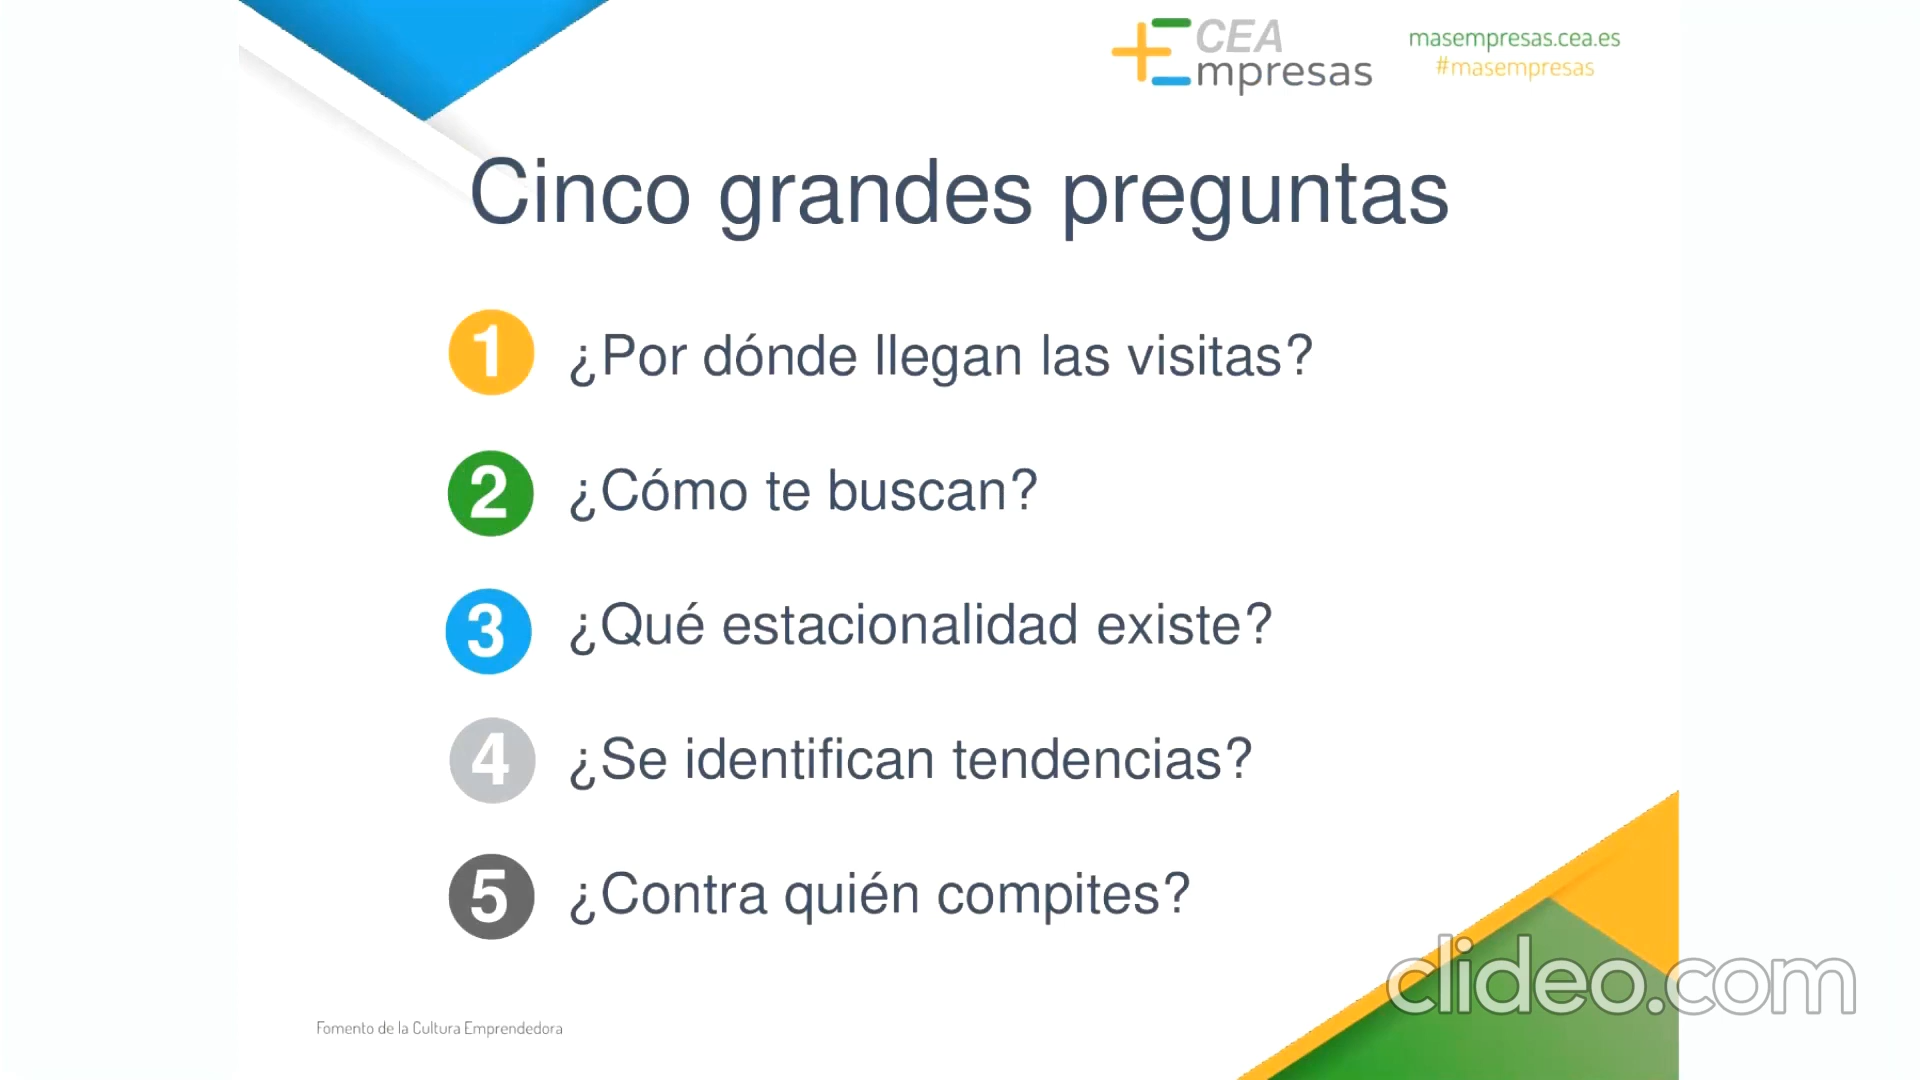 CEA
Empresas
masempresas.cea.es
#masempresas
Cinco grandes preguntas
1 ¿Por dónde llegan las visitas?
2 ¿Cómo te buscan?
3 ¿Qué estacionalidad existe?
4 ¿Se identifican tendencias?
5 ¿Contra quién compites?
clideo.com
Fomento de la Cultura Emprendedora